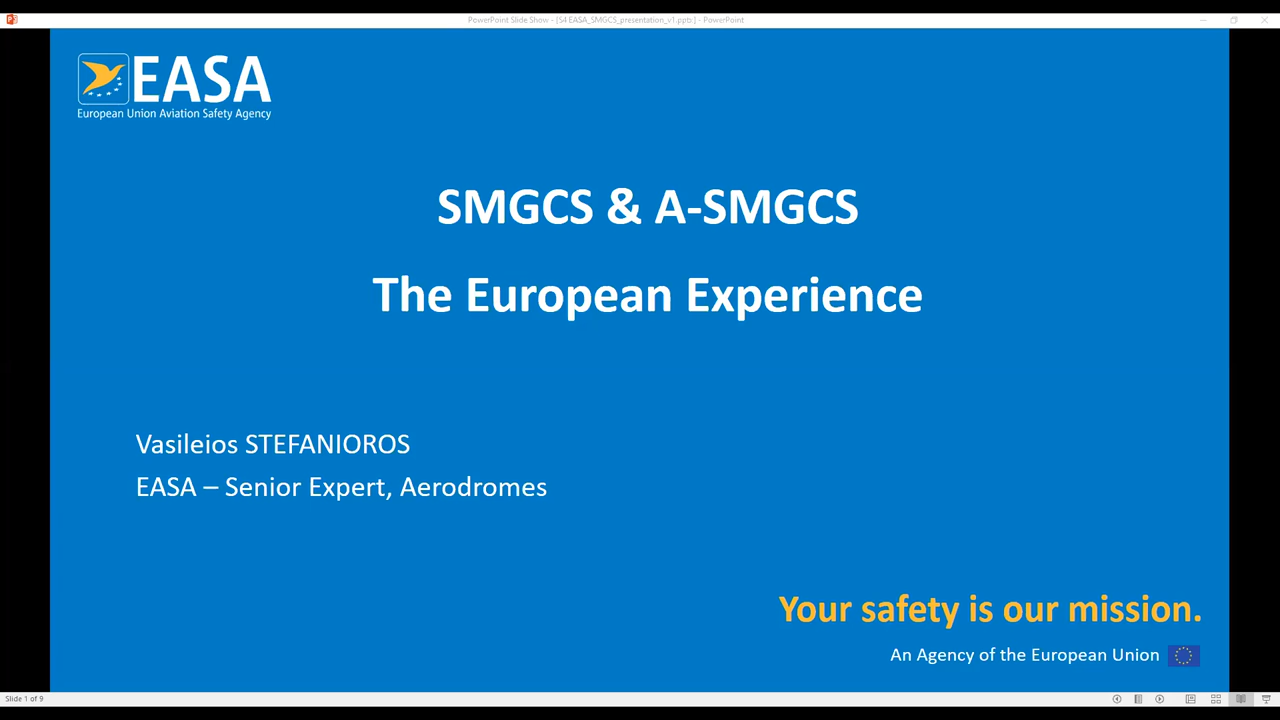 PowerPoint Slide Show - [S4 EASA_SMGCS_presentation_v1.pptx] - PowerPoint
EASA
European Union Aviation Safety Agency
SMGCS & A-SMGCS
The European Experience
Vasileios STEFANIOROS
EASA – Senior Expert, Aerodromes
Your safety is our mission.
An Agency of the European Union
Slide 1 of 9